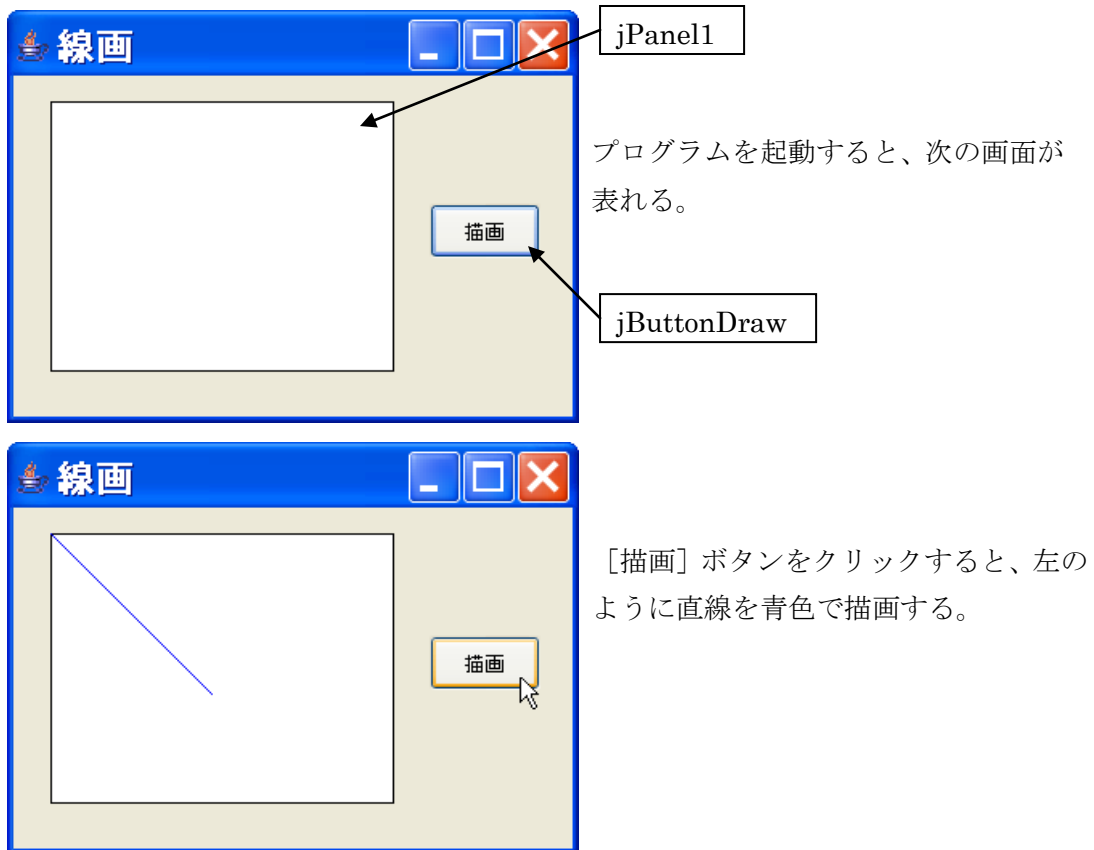 線画
jPanel1
プログラムを起動すると、次の画面が
表れる。
描画
jButtonDraw
線画
［描画］ボタンをクリックすると、左の
ように直線を青色で描画する。
描画